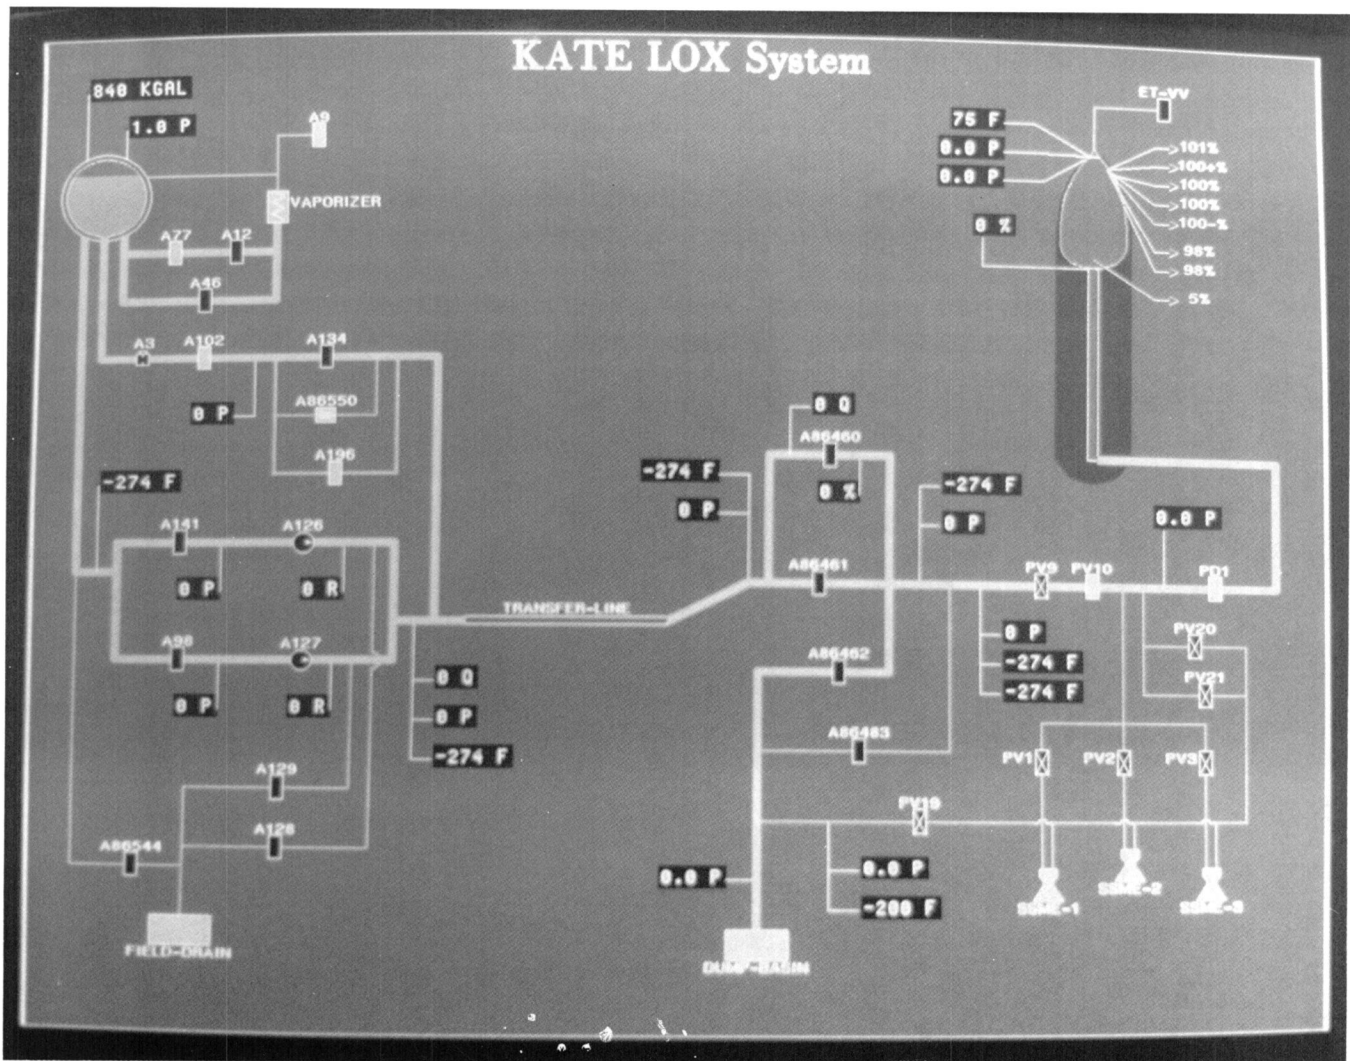 KATE LOX System
840 KGAL
1.0 P
A9
VAPORIZER
A77
A12
A46
A3
A102
A134
0 P
A86550
A196
-274 F
A141
A126
0 P
0 R
A98
A127
0 P
0 R
TRANSFER-LINE
0 Q
0 P
-274 F
A129
A128
A86544
FIELD-DRAIN
ET-VV
75 F
0.0 P
0.0 P
0 %
101%
100+%
100%
100%
100-%
98%
98%
5%
0 Q
A86460
0 %
-274 F
0 P
-274 F
0 P
A86461
A86462
A86463
0.0 P
PV9
PV10
PD1
0 P
-274 F
-274 F
PV20
PV21
PV1
PV2
PV3
PV19
0.0 P
0.0 P
-200 F
DUMP-BASIN
SSME-1
SSME-2
SSME-3